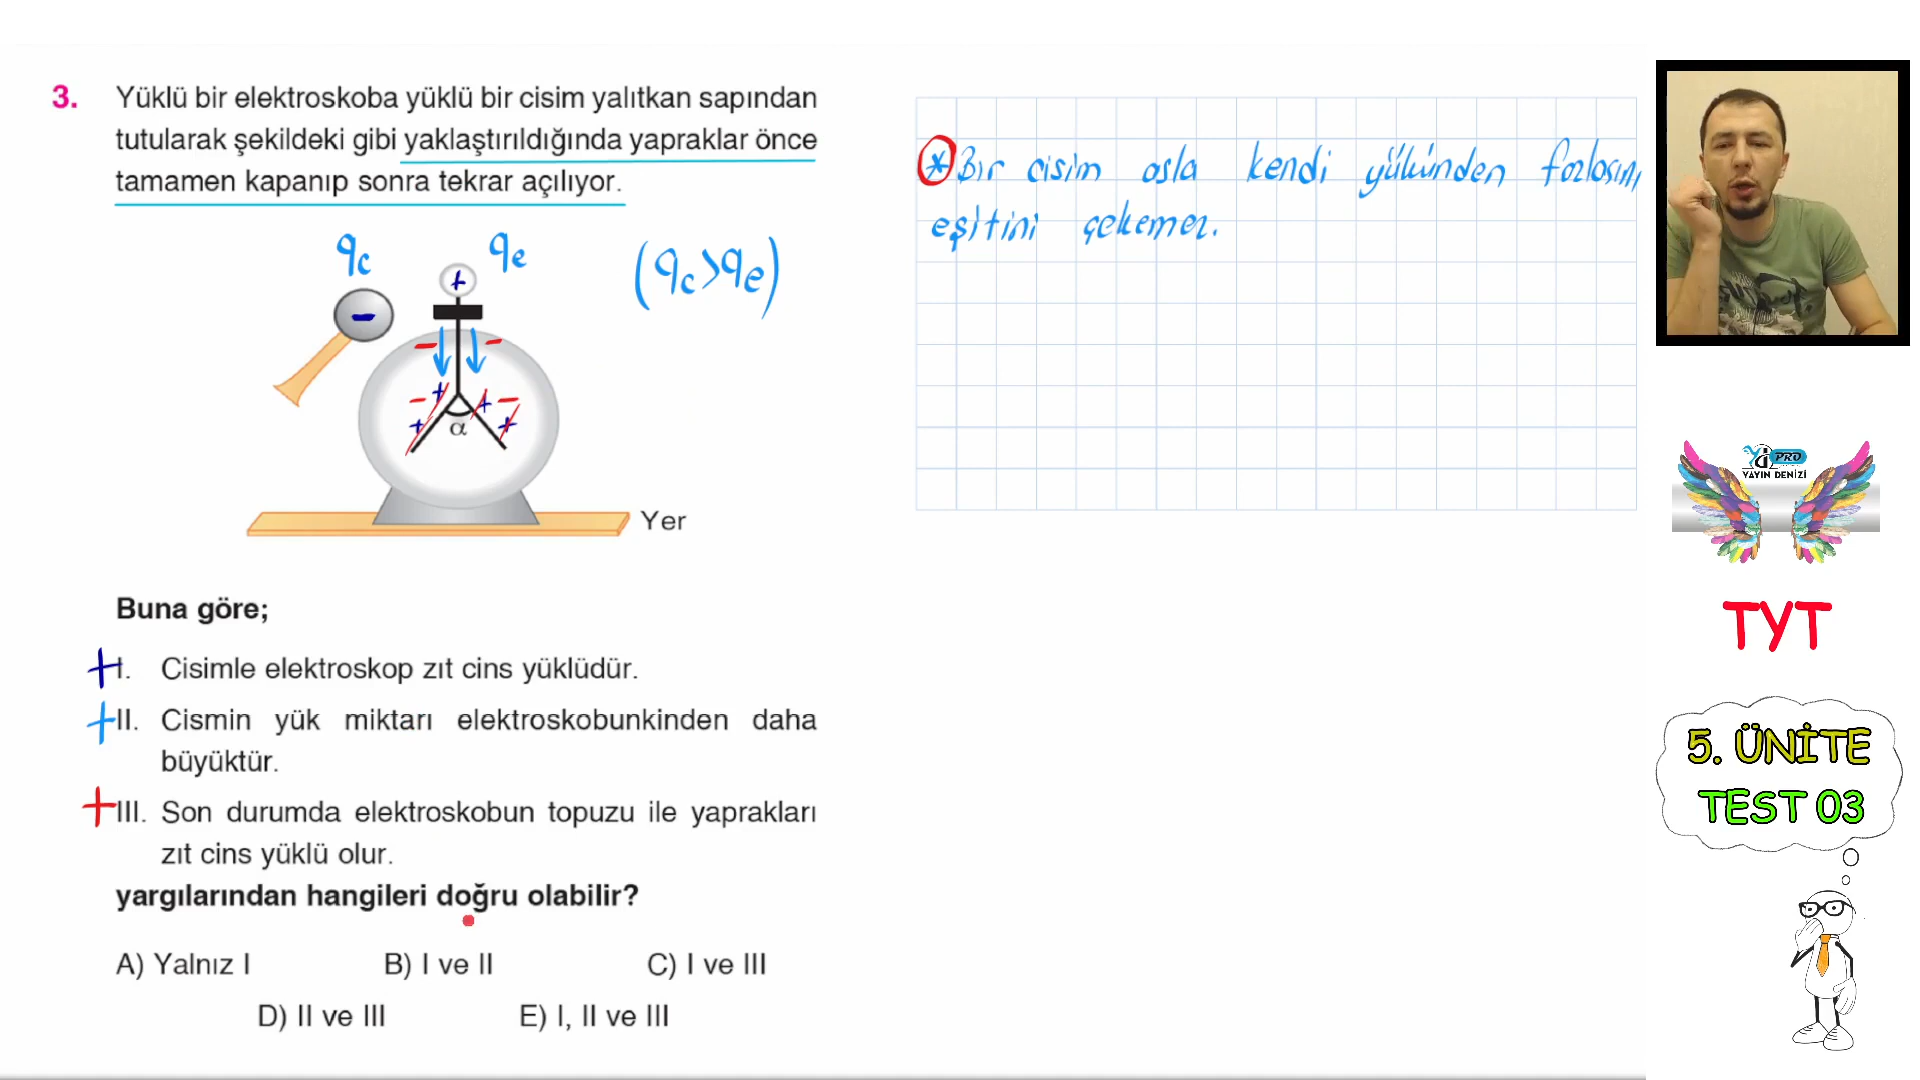 3. Yüklü bir elektroskoba yüklü bir cisim yalıtkan sapından
tutularak şekildeki gibi yaklaştırıldığında yapraklar önce
tamamen kapanıp sonra tekrar açılıyor.
qc qe (qc>qe)
+
-
- -
- + + -
+ α +
Yer
Buna göre;
+ I. Cisimle elektroskop zıt cins yüklüdür.
+ II. Cismin yük miktarı elektroskobunkinden daha
büyüktür.
+ III. Son durumda elektroskobun topuzu ile yaprakları
zıt cins yüklü olur.
yargılarından hangileri doğru olabilir?
A) Yalnız I B) I ve II C) I ve III
D) II ve III E) I, II ve III
* Bir cisim asla kendi yükünden fazlasını,
eşitini çekemez.
PRO
YAYIN DENİZİ
TYT
5. ÜNİTE
TEST 03